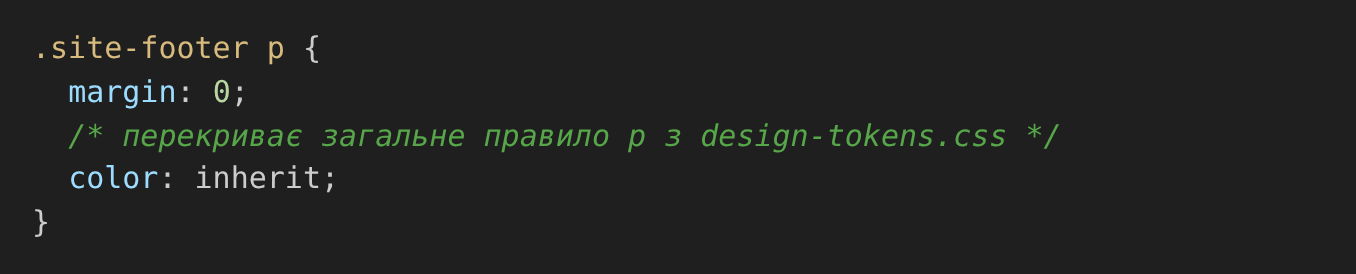 .site-footer p {
  margin: 0;
  /* перекриває загальне правило p з design-tokens.css */
  color: inherit;
}